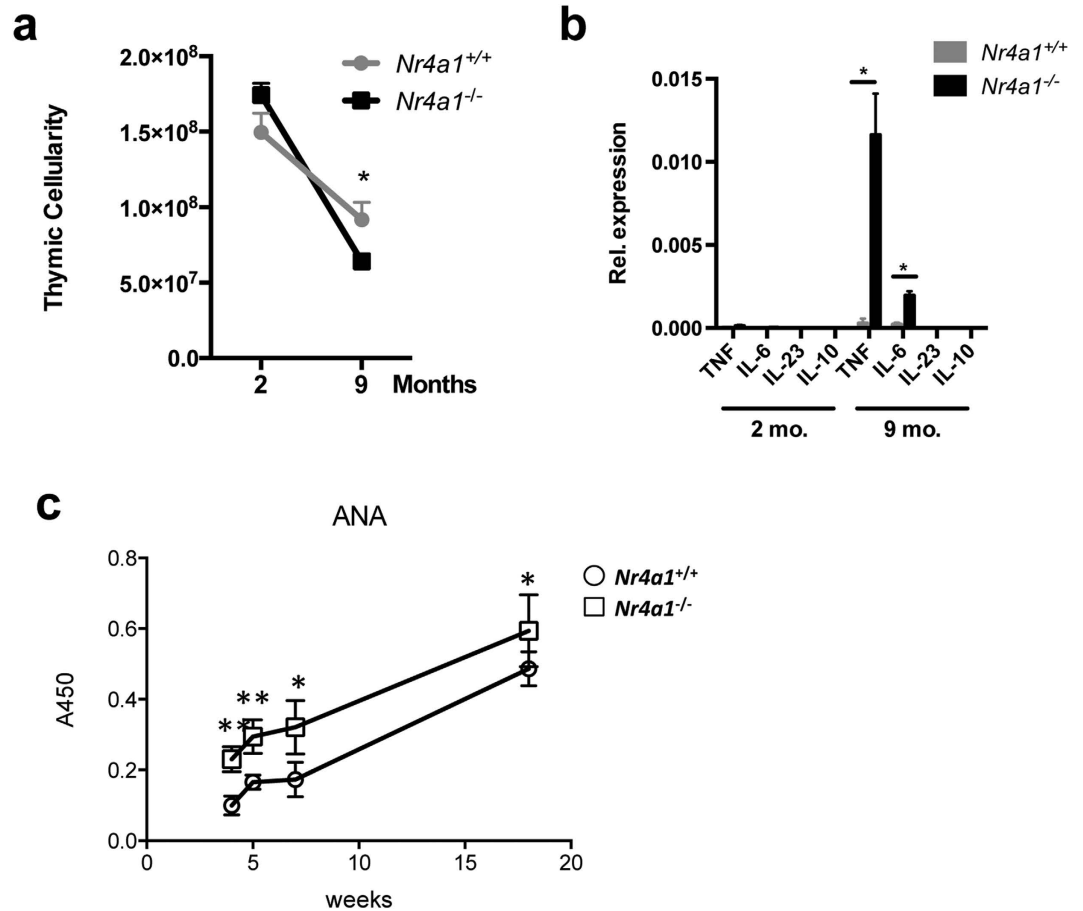 a
2.0×10⁸
1.5×10⁸
1.0×10⁸
5.0×10⁷
0.0
Thymic Cellularity
Nr4a1+/+
Nr4a1-/-
*
2 9 Months
b
Nr4a1+/+
Nr4a1-/-
0.015
0.010
0.005
0.000
Rel. expression
*
*
TNF IL-6 IL-23 IL-10 TNF IL-6 IL-23 IL-10
2 mo. 9 mo.
c
ANA
0.8
0.6
0.4
0.2
0.0
A450
** ** * *
Nr4a1+/+
Nr4a1-/-
0 5 10 15 20
weeks